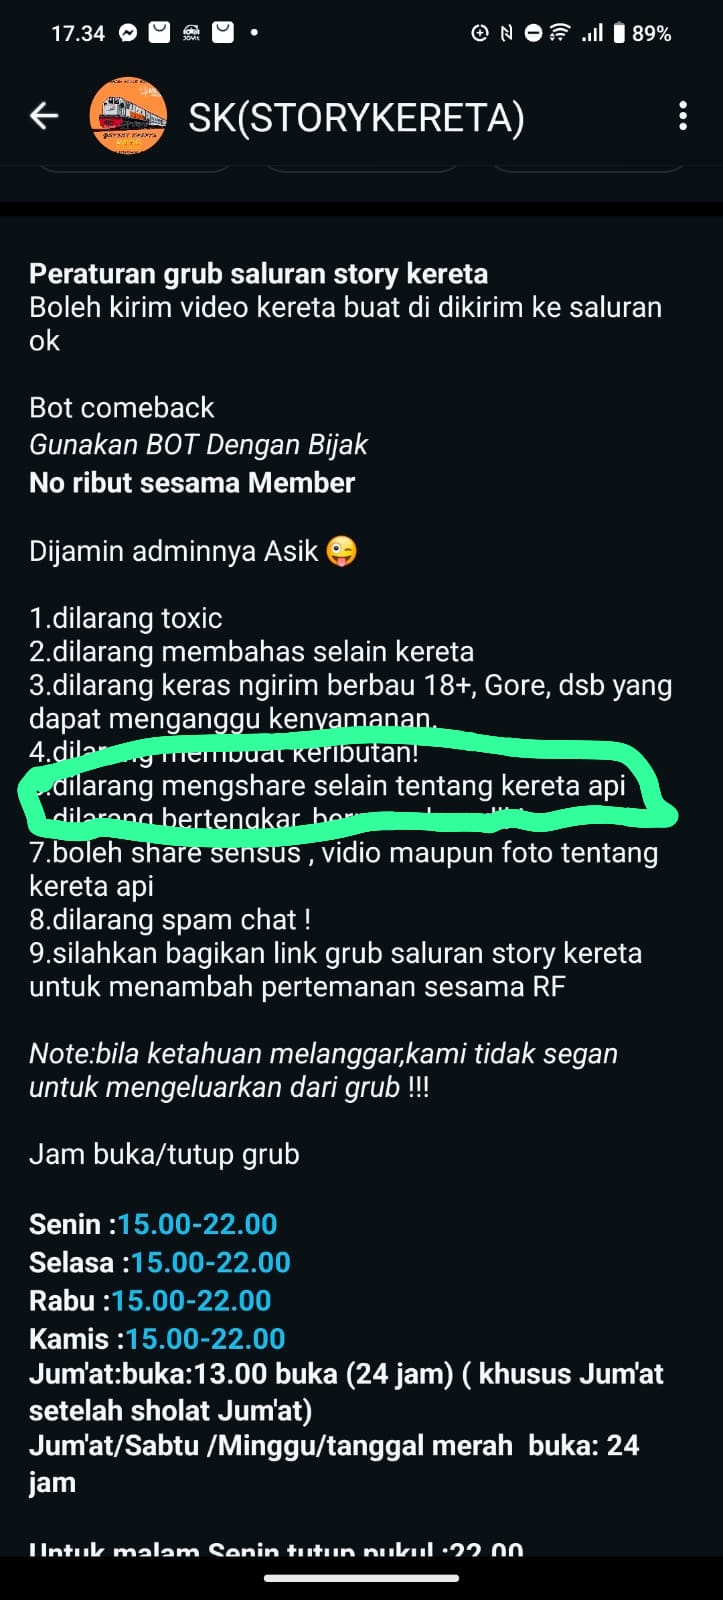 17.34
89%
SK(STORYKERETA)
Peraturan grub saluran story kereta
Boleh kirim video kereta buat di dikirim ke saluran
ok
Bot comeback
Gunakan BOT Dengan Bijak
No ribut sesama Member
Dijamin adminnya Asik 😜
1.dilarang toxic
2.dilarang membahas selain kereta
3.dilarang keras ngirim berbau 18+, Gore, dsb yang
dapat menganggu kenyamanan.
membuat keributan!
dilarang mengshare selain tentang kereta api
dilarang bertengkar
7.boleh share sensus , vidio maupun foto tentang
kereta api
8.dilarang spam chat !
9.silahkan bagikan link grub saluran story kereta
untuk menambah pertemanan sesama RF
Note:bila ketahuan melanggar,kami tidak segan
untuk mengeluarkan dari grub !!!
Jam buka/tutup grub
Senin :15.00-22.00
Selasa :15.00-22.00
Rabu :15.00-22.00
Kamis :15.00-22.00
Jum'at:buka:13.00 buka (24 jam) ( khusus Jum'at
setelah sholat Jum'at)
Jum'at/Sabtu /Minggu/tanggal merah  buka: 24
jam
Untuk malam Senin tutup pukul :22.00